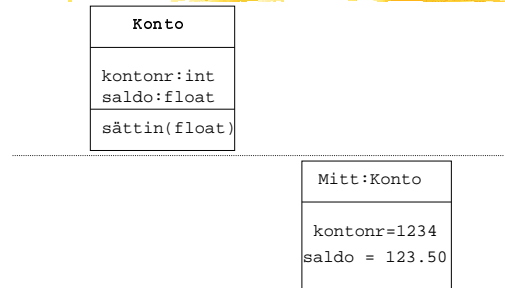 Konto
kontonr:int
saldo:float
sättin(float)
Mitt:Konto
kontonr=1234
saldo = 123.50